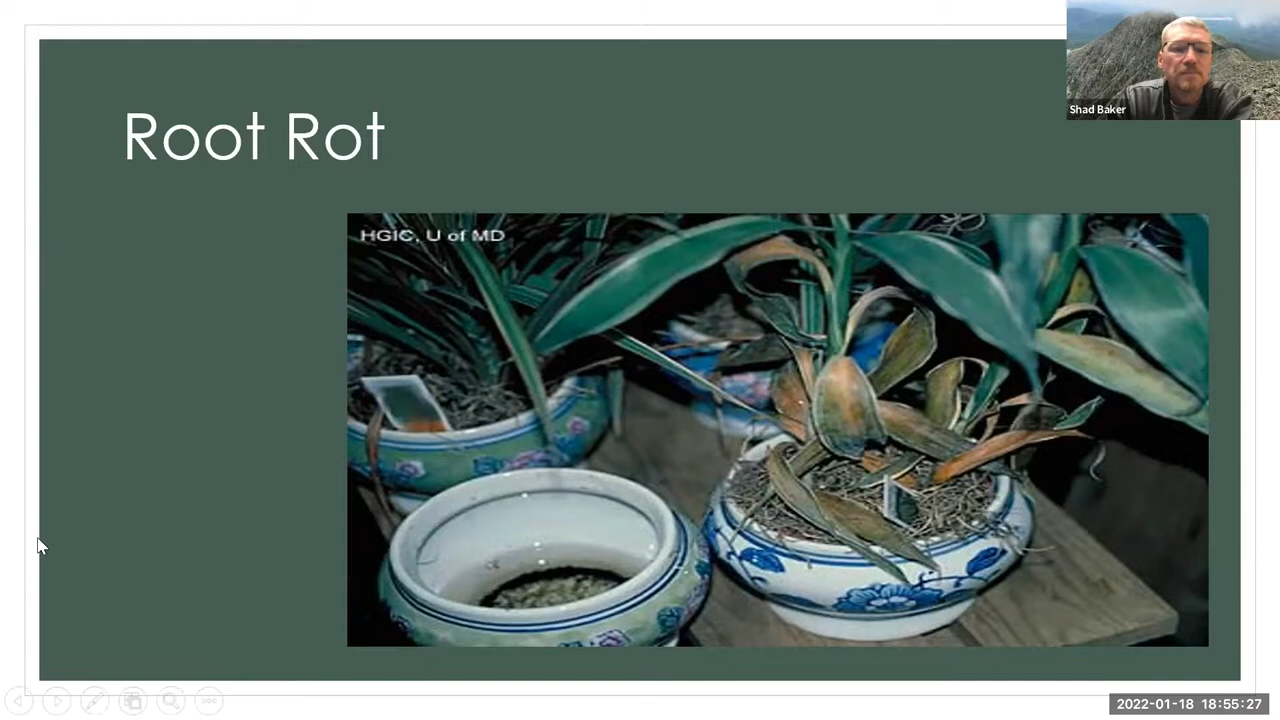 Root Rot
Shad Baker
HGIC, U of MD
2022-01-18 18:55:27